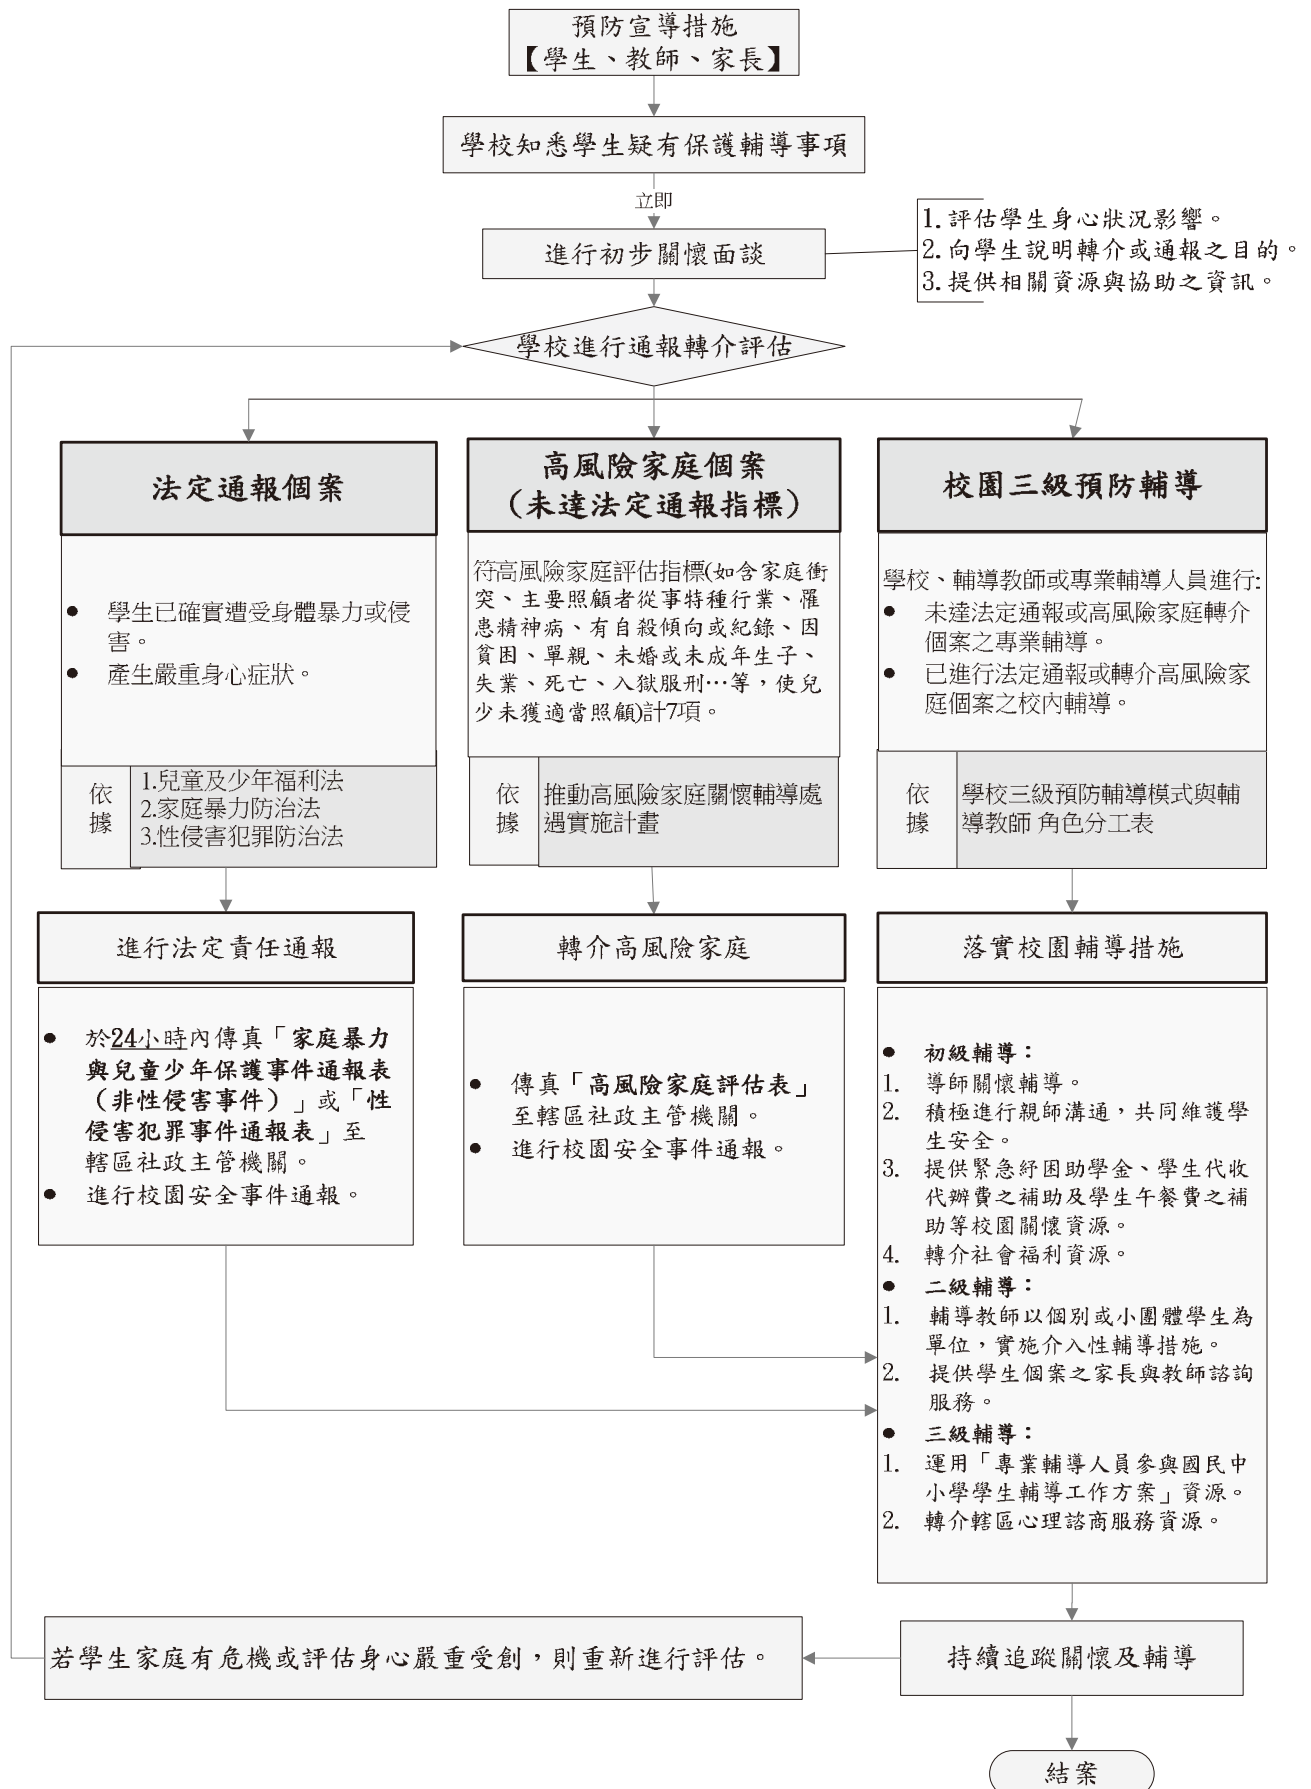 預防宣導措施
【學生、教師、家長】
學校知悉學生疑有保護輔導事項
立即
進行初步關懷面談
1.評估學生身心狀況影響。
2.向學生說明轉介或通報之目的。
3.提供相關資源與協助之資訊。
學校進行通報轉介評估
法定通報個案
● 學生已確實遭受身體暴力或侵
害。
● 產生嚴重身心症狀。
依
據
1.兒童及少年福利法
2.家庭暴力防治法
3.性侵害犯罪防治法
高風險家庭個案
(未達法定通報指標)
符高風險家庭評估指標(如含家庭衝
突、主要照顧者從事特種行業、罹
患精神病、有自殺傾向或紀錄、因
貧困、單親、未婚或未成年生子、
失業、死亡、入獄服刑…等，使兒
少未獲適當照顧)計7項。
依
據
推動高風險家庭關懷輔導處
遇實施計畫
校園三級預防輔導
學校、輔導教師或專業輔導人員進行:
● 未達法定通報或高風險家庭轉介
個案之專業輔導。
● 已進行法定通報或轉介高風險家
庭個案之校內輔導。
依
據
學校三級預防輔導模式與輔
導教師 角色分工表
進行法定責任通報
● 於24小時內傳真「家庭暴力
與兒童少年保護事件通報表
（非性侵害事件）」或「性
侵害犯罪事件通報表」至
轄區社政主管機關。
● 進行校園安全事件通報。
轉介高風險家庭
● 傳真「高風險家庭評估表」
至轄區社政主管機關。
● 進行校園安全事件通報。
落實校園輔導措施
● 初級輔導：
1. 導師關懷輔導。
2. 積極進行親師溝通，共同維護學
生安全。
3. 提供緊急紓困助學金、學生代收
代辦費之補助及學生午餐費之補
助等校園關懷資源。
4. 轉介社會福利資源。
● 二級輔導：
1. 輔導教師以個別或小團體學生為
單位，實施介入性輔導措施。
2. 提供學生個案之家長與教師諮詢
服務。
● 三級輔導：
1. 運用「專業輔導人員參與國民中
小學學生輔導工作方案」資源。
2. 轉介轄區心理諮商服務資源。
若學生家庭有危機或評估身心嚴重受創，則重新進行評估。
持續追蹤關懷及輔導
結案